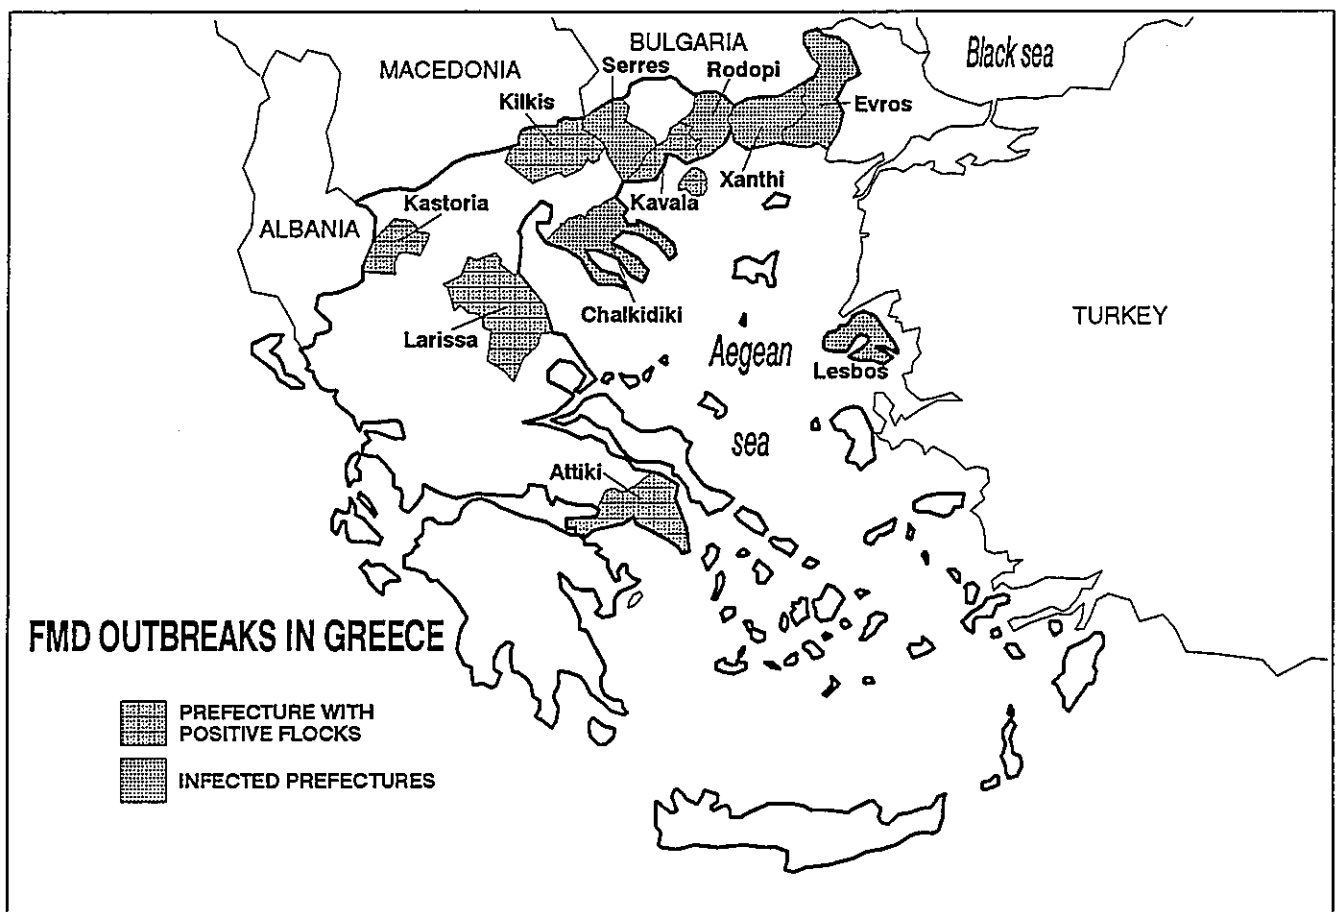 BULGARIA
Black sea
MACEDONIA
Serres
Rodopi
Kilkis
Evros
Xanthi
Kavala
Kastoria
ALBANIA
Chalkidiki
TURKEY
Larissa
Aegean
sea
Lesbos
Attiki
FMD OUTBREAKS IN GREECE
PREFECTURE WITH
POSITIVE FLOCKS
INFECTED PREFECTURES